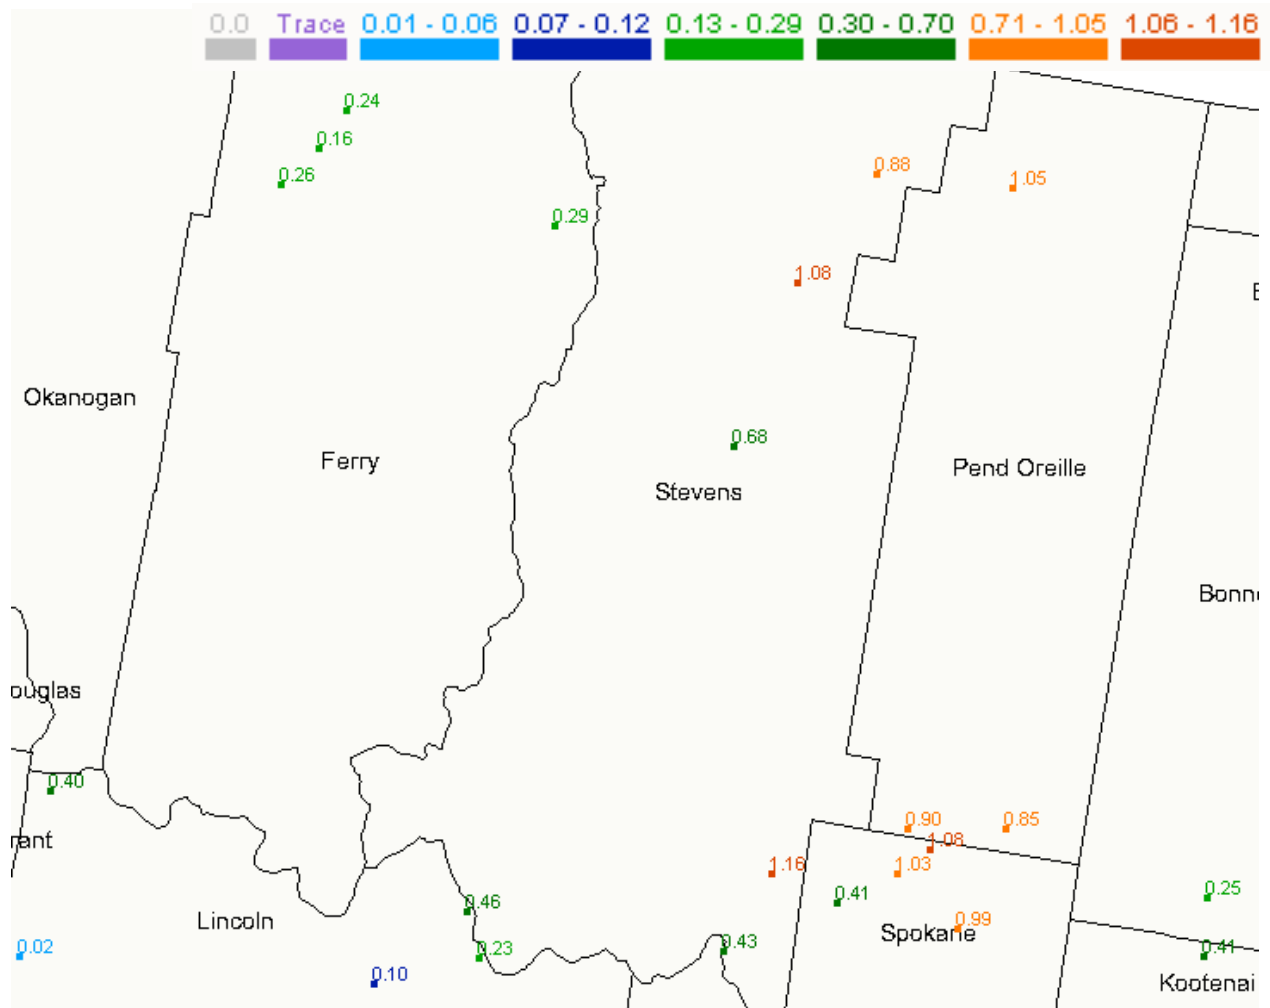 0.0 Trace 0.01 - 0.06 0.07 - 0.12 0.13 - 0.29 0.30 - 0.70 0.71 - 1.05 1.06 - 1.16
0.24
0.16
0.88
0.26
1.05
0.29
1.08
E
Okanogan
0.68
Ferry
Pend Oreille
Stevens
Bonn
ouglas
0.40
0.90
0.85
rant
1.08
1.16
1.03
0.41
0.25
0.46
Lincoln
0.99
Spokane
0.02
0.23
0.43
0.41
0.10
Kootenai